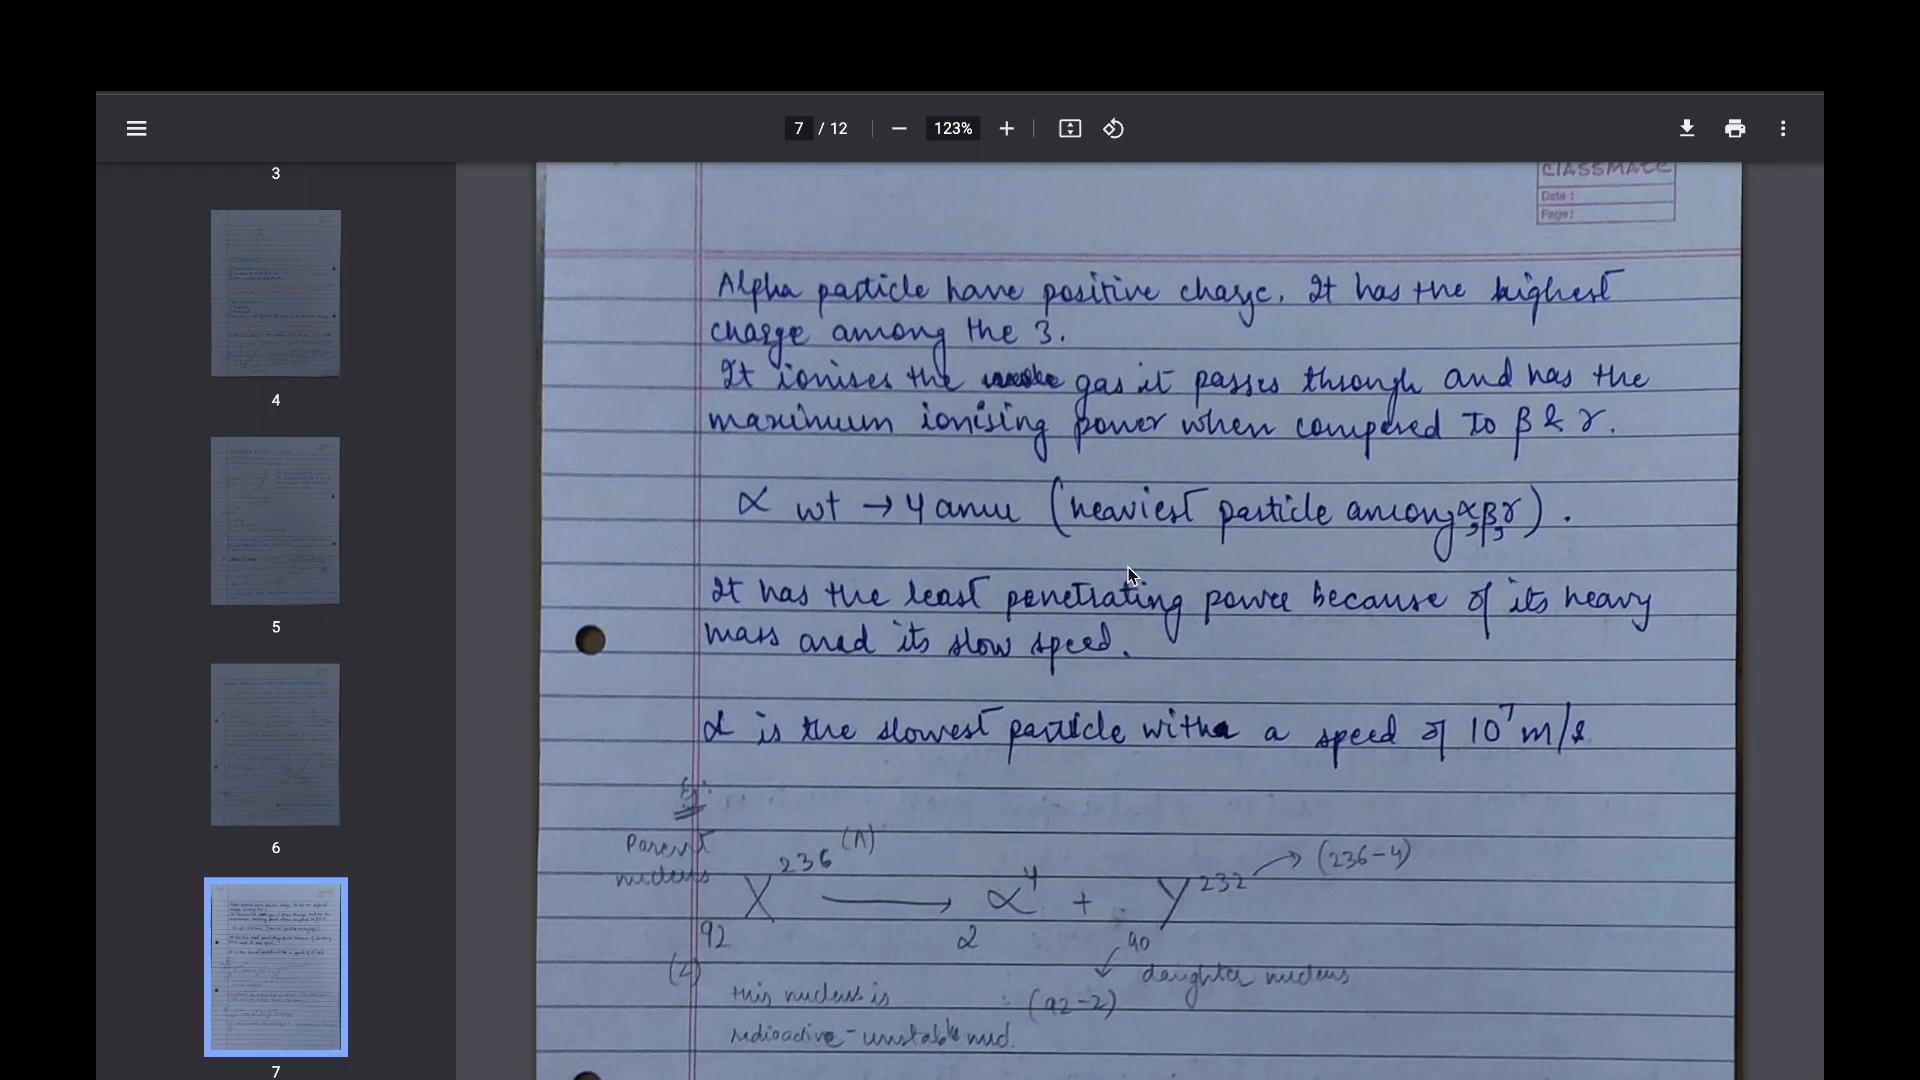 7 / 12
123%
3
4
5
6
7
CLASSMATE
Date :
Page:
Alpha particle have positive charge. It has the highest
charge among the 3.
It ionises the gas it passes through and has the
maximum ionising power when compared to β & γ.
α wt → 4 amu (heaviest particle among α, β, γ) .
It has the least penetrating power because of its heavy
mass and its slow speed.
α is the slowest particle with a speed of 10⁷ m/s
Eg:
Parent
nucleus
X 236 (A) → α 4 + Y 232 → (236-4)
92 2 90
(Z)
daughter nucleus
this nucleus is
(92-2)
radioactive - unstable nucl.